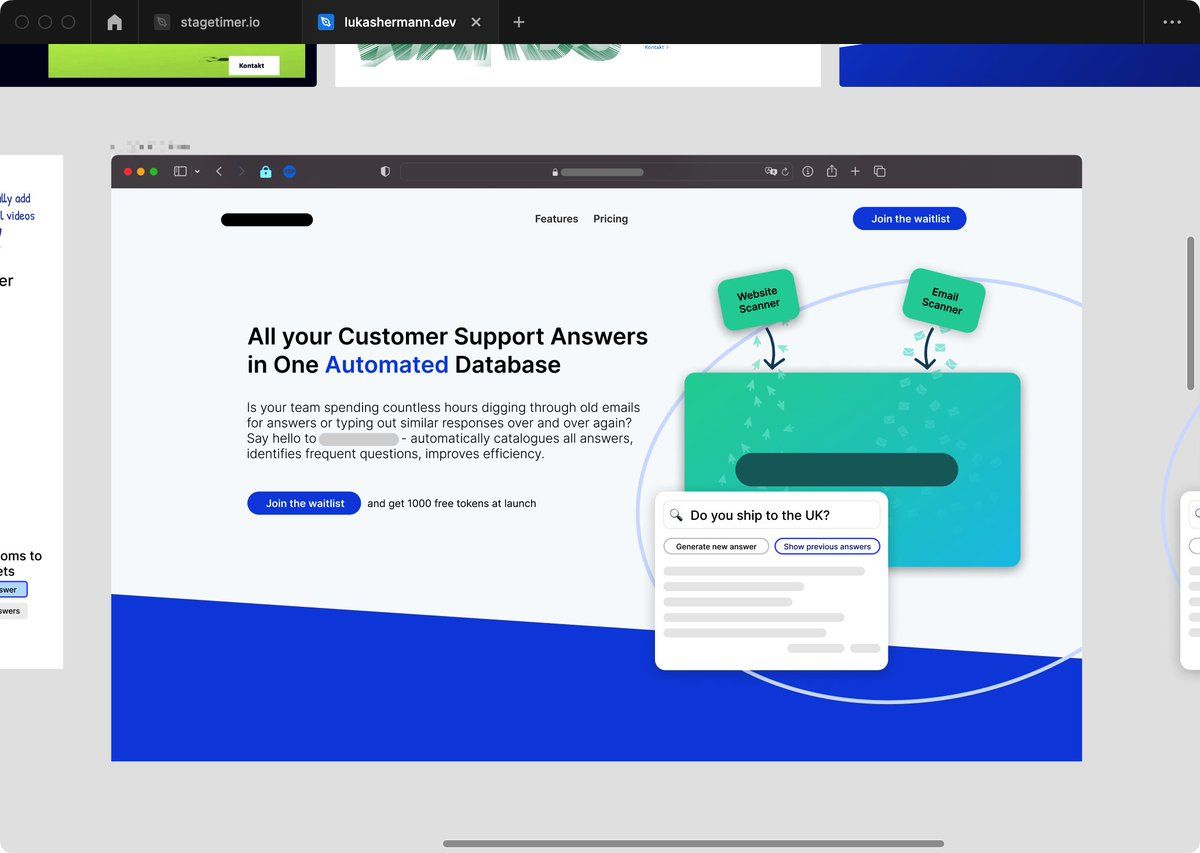 stagetimer.io
lukashermann.dev
Kontakt
Kontakt >
lly add
l videos
er
Features
Pricing
Join the waitlist
Website
Scanner
Email
Scanner
All your Customer Support Answers
in One Automated Database
Is your team spending countless hours digging through old emails
for answers or typing out similar responses over and over again?
Say hello to - automatically catalogues all answers,
identifies frequent questions, improves efficiency.
Join the waitlist
and get 1000 free tokens at launch
Do you ship to the UK?
Generate new answer
Show previous answers
oms to
ets
swer
swers